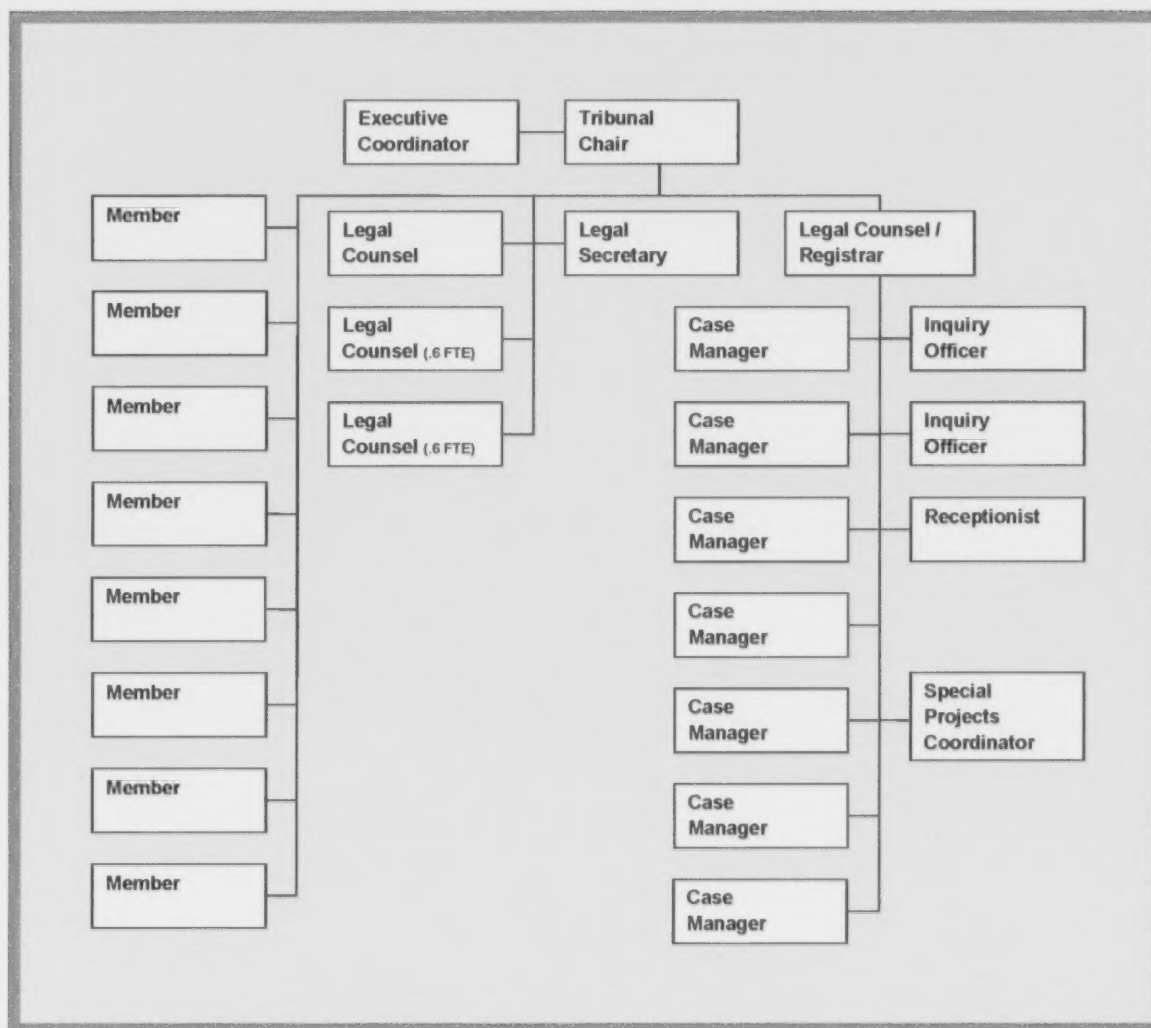 Executive
Coordinator
Tribunal
Chair
Member
Member
Member
Member
Member
Member
Member
Member
Legal
Counsel
Legal
Counsel (.6 FTE)
Legal
Counsel (.6 FTE)
Legal
Secretary
Legal Counsel /
Registrar
Case
Manager
Case
Manager
Case
Manager
Case
Manager
Case
Manager
Case
Manager
Case
Manager
Inquiry
Officer
Inquiry
Officer
Receptionist
Special
Projects
Coordinator